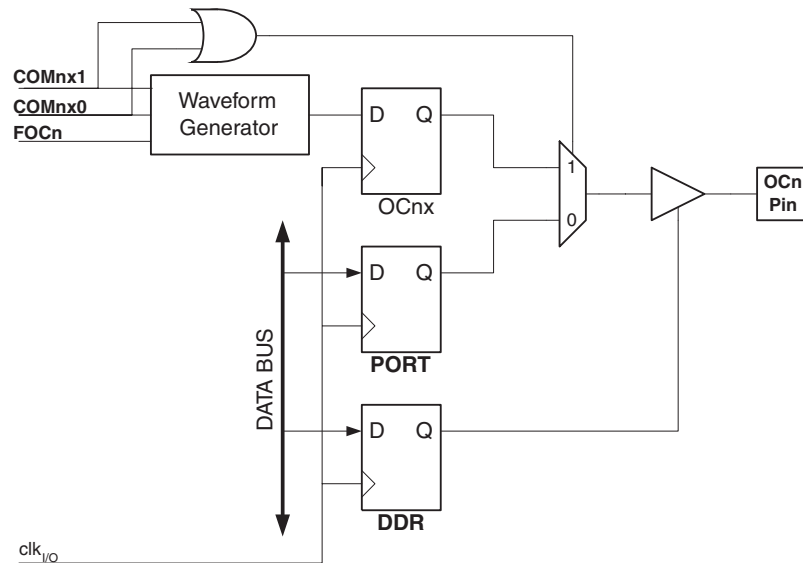 COMnx1
COMnx0
FOCn
Waveform
Generator
D Q
OCnx
1
0
OCn
Pin
D Q
PORT
DATA BUS
D Q
DDR
clkI/O